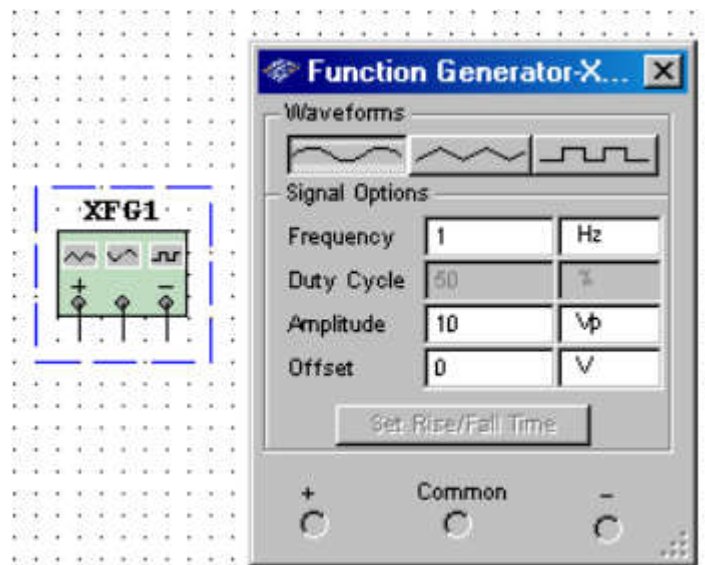 Function Generator-X...
Waveforms
Signal Options
XFG1
Frequency 1 Hz
Duty Cycle 50 %
Amplitude 10 Vp
Offset 0 V
Set Rise/Fall Time
+ Common −
+ −